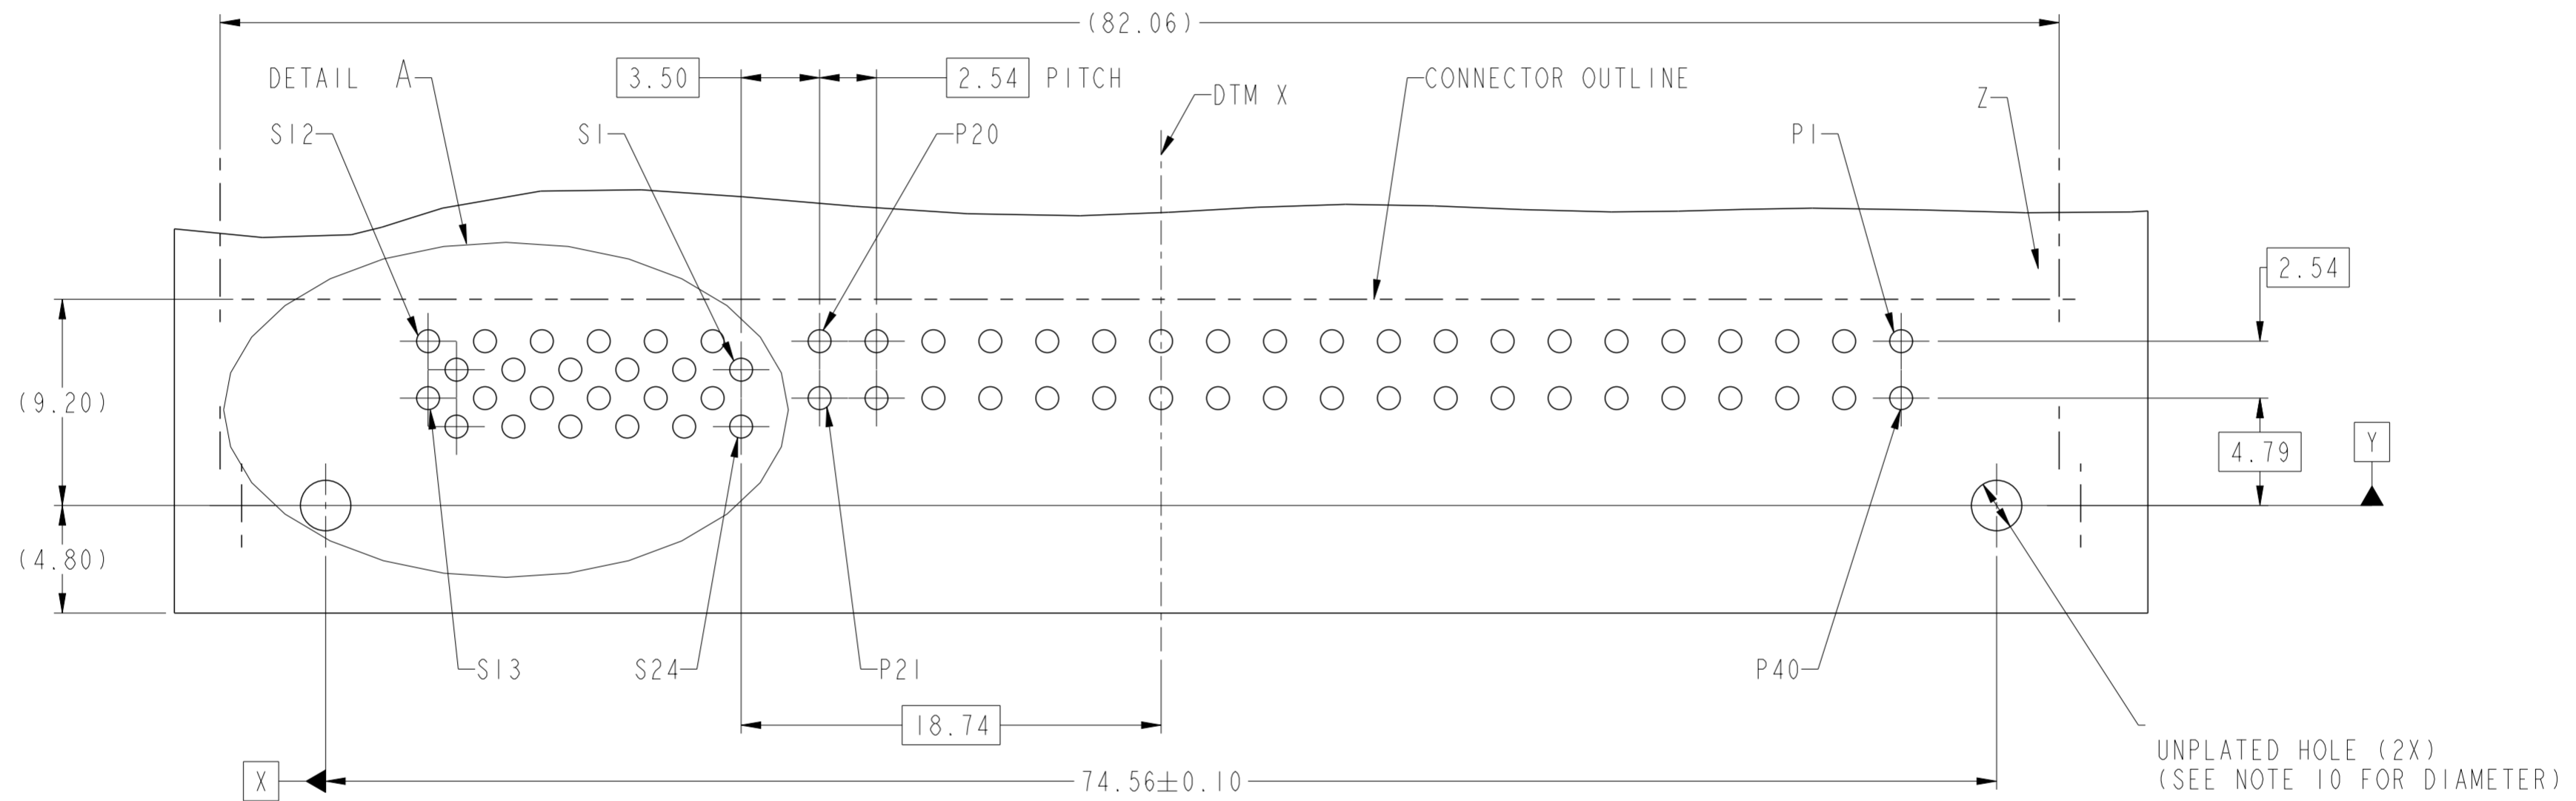 (82.06)
DETAIL A
3.50
2.54 PITCH
CONNECTOR OUTLINE
DTM X
Z
S12
S1
P20
P1
2.54
(9.20)
4.79
Y
(4.80)
S13
S24
P21
P40
18.74
UNPLATED HOLE (2X)
(SEE NOTE 10 FOR DIAMETER)
X
74.56±0.10